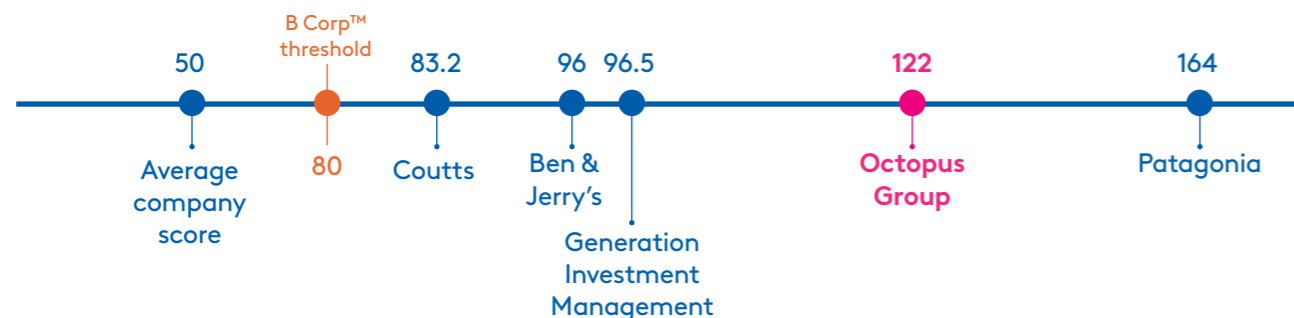 B Corp™
threshold
50
83.2
96
96.5
122
164
80
Average
company
score
Coutts
Ben &
Jerry's
Generation
Investment
Management
Octopus
Group
Patagonia